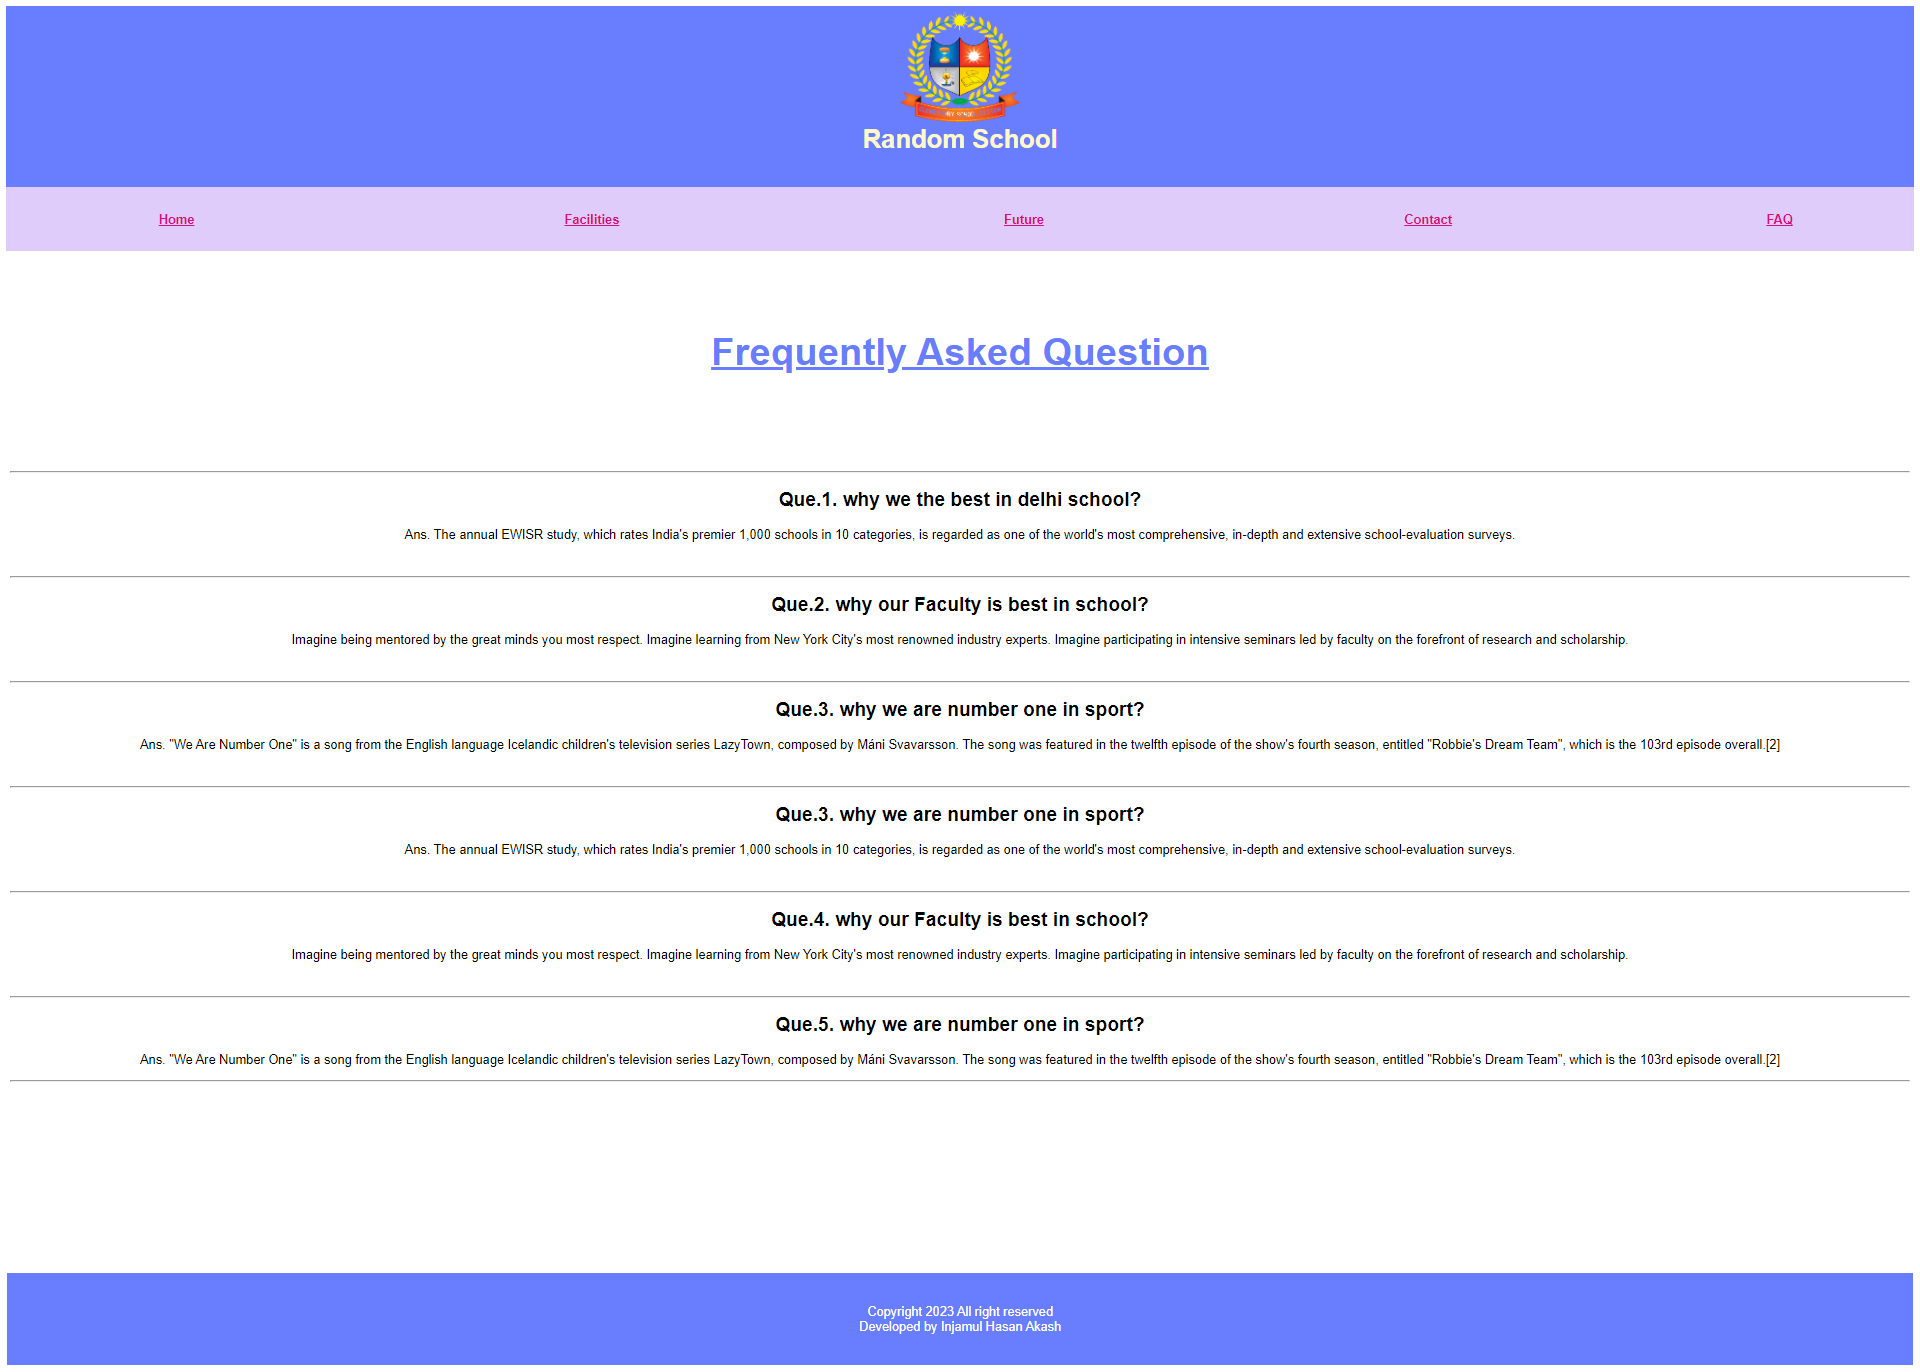 Random School
Home Facilities Future Contact FAQ
Frequently Asked Question
Que.1. why we the best in delhi school?
Ans. The annual EWISR study, which rates India's premier 1,000 schools in 10 categories, is regarded as one of the world's most comprehensive, in-depth and extensive school-evaluation surveys.
Que.2. why our Faculty is best in school?
Imagine being mentored by the great minds you most respect. Imagine learning from New York City's most renowned industry experts. Imagine participating in intensive seminars led by faculty on the forefront of research and scholarship.
Que.3. why we are number one in sport?
Ans. "We Are Number One" is a song from the English language Icelandic children's television series LazyTown, composed by Máni Svavarsson. The song was featured in the twelfth episode of the show's fourth season, entitled "Robbie's Dream Team", which is the 103rd episode overall.[2]
Que.3. why we are number one in sport?
Ans. The annual EWISR study, which rates India's premier 1,000 schools in 10 categories, is regarded as one of the world's most comprehensive, in-depth and extensive school-evaluation surveys.
Que.4. why our Faculty is best in school?
Imagine being mentored by the great minds you most respect. Imagine learning from New York City's most renowned industry experts. Imagine participating in intensive seminars led by faculty on the forefront of research and scholarship.
Que.5. why we are number one in sport?
Ans. "We Are Number One" is a song from the English language Icelandic children's television series LazyTown, composed by Máni Svavarsson. The song was featured in the twelfth episode of the show's fourth season, entitled "Robbie's Dream Team", which is the 103rd episode overall.[2]
Copyright 2023 All right reserved
Developed by Injamul Hasan Akash